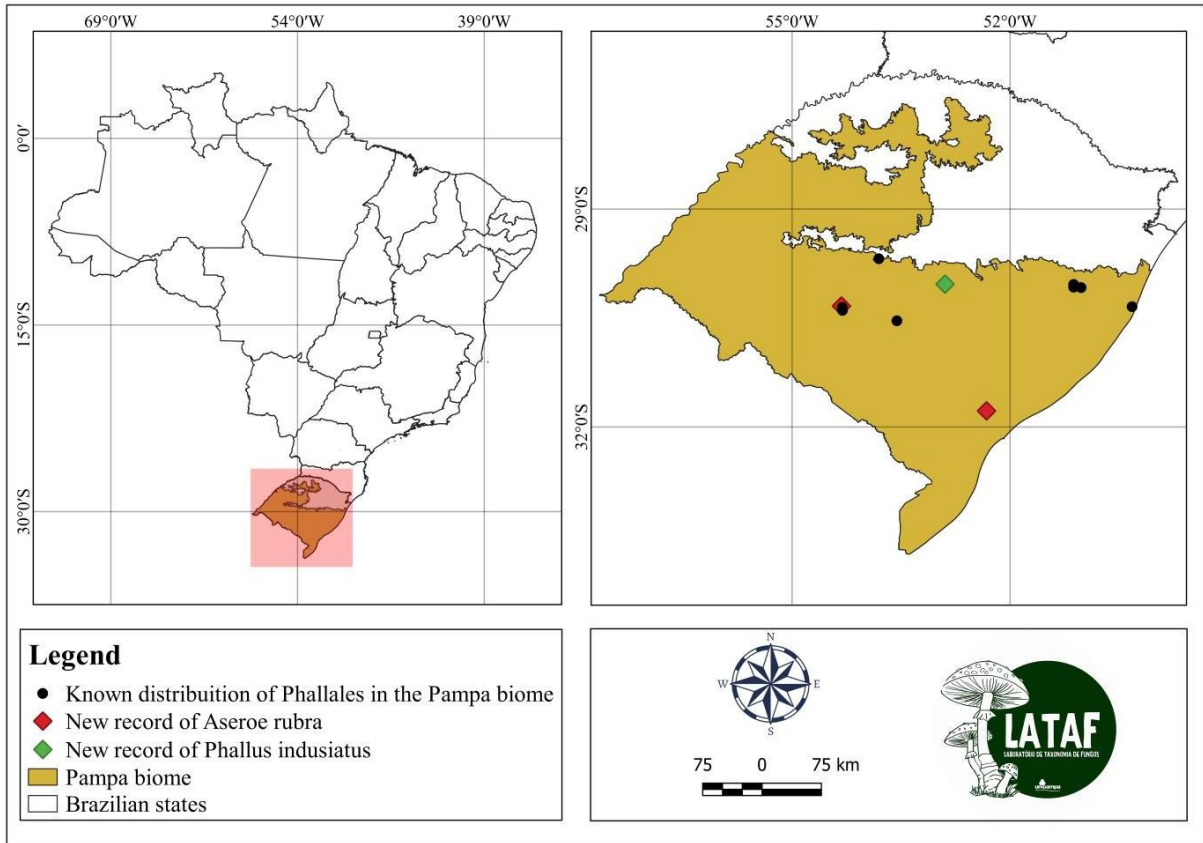 69°0'W 54°0'W 39°0'W
55°0'W 52°0'W
0°0'
15°0'S
30°0'S
29°0'S
32°0'S
Legend
Known distribuition of Phallales in the Pampa biome
New record of Aseroe rubra
New record of Phallus indusiatus
Pampa biome
Brazilian states
N
W E
S
75 0 75 km
LATAF
LABORATÓRIO DE TAXONOMIA DE FUNGOS
unipampa